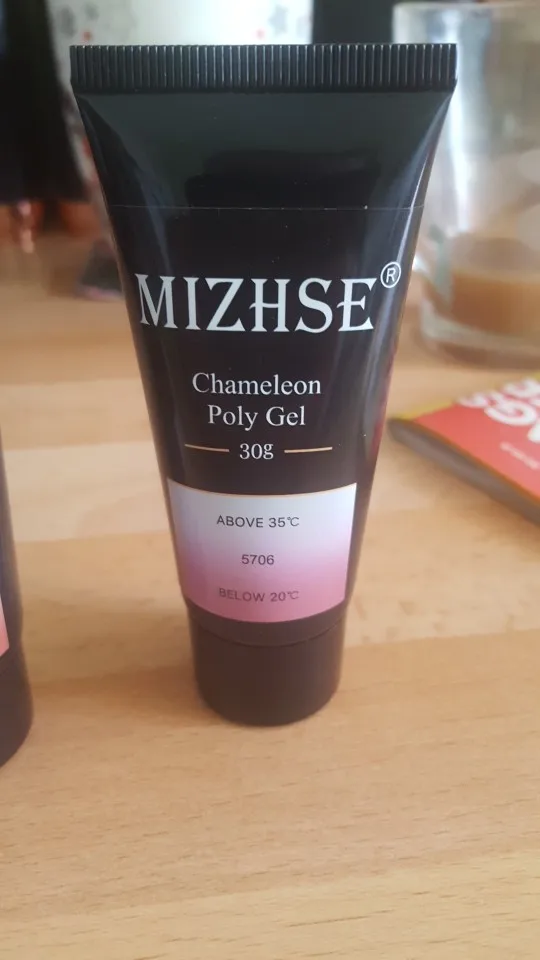 MIZHSE®
Chameleon
Poly Gel
30g
ABOVE 35℃
5706
BELOW 20℃